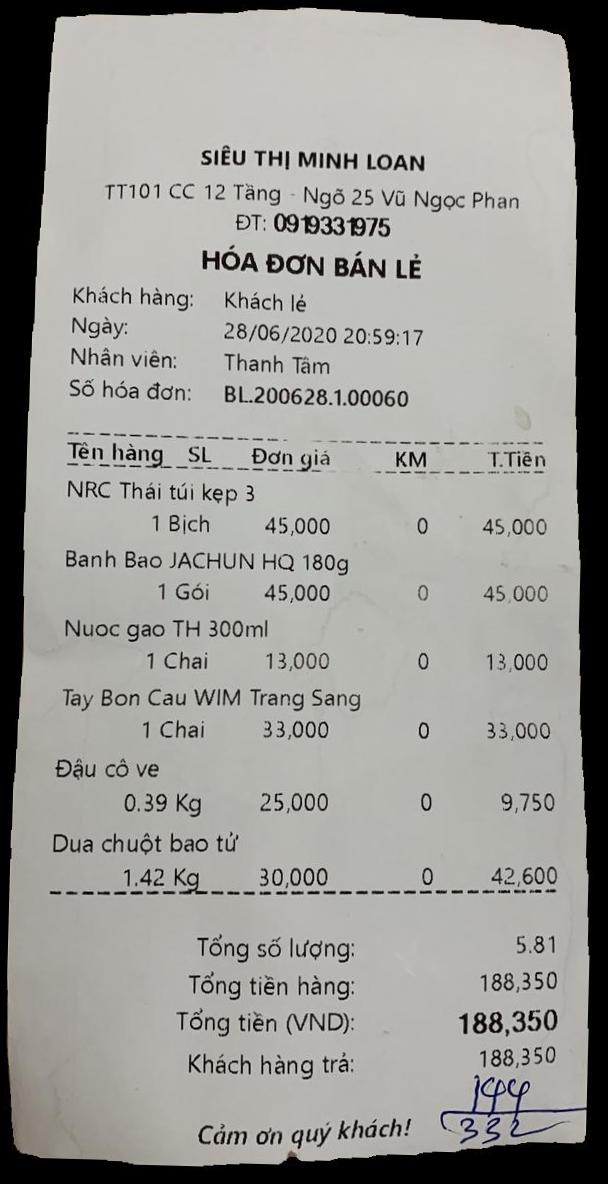 SIÊU THỊ MINH LOAN
TT101 CC 12 Tầng - Ngõ 25 Vũ Ngọc Phan
ĐT: 0919331975
HÓA ĐƠN BÁN LẺ
Khách hàng: Khách lẻ
Ngày: 28/06/2020 20:59:17
Nhân viên: Thanh Tâm
Số hóa đơn: BL.200628.1.00060
Tên hàng SL Đơn giá KM T.Tiền
NRC Thái túi kẹp 3
1 Bịch 45,000 0 45,000
Banh Bao JACHUN HQ 180g
1 Gói 45,000 0 45,000
Nuoc gao TH 300ml
1 Chai 13,000 0 13,000
Tay Bon Cau WIM Trang Sang
1 Chai 33,000 0 33,000
Đậu cô ve
0.39 Kg 25,000 0 9,750
Dua chuột bao tử
1.42 Kg 30,000 0 42,600
Tổng số lượng: 5.81
Tổng tiền hàng: 188,350
Tổng tiền (VND): 188,350
Khách hàng trả: 188,350
144
Cảm ơn quý khách! 332